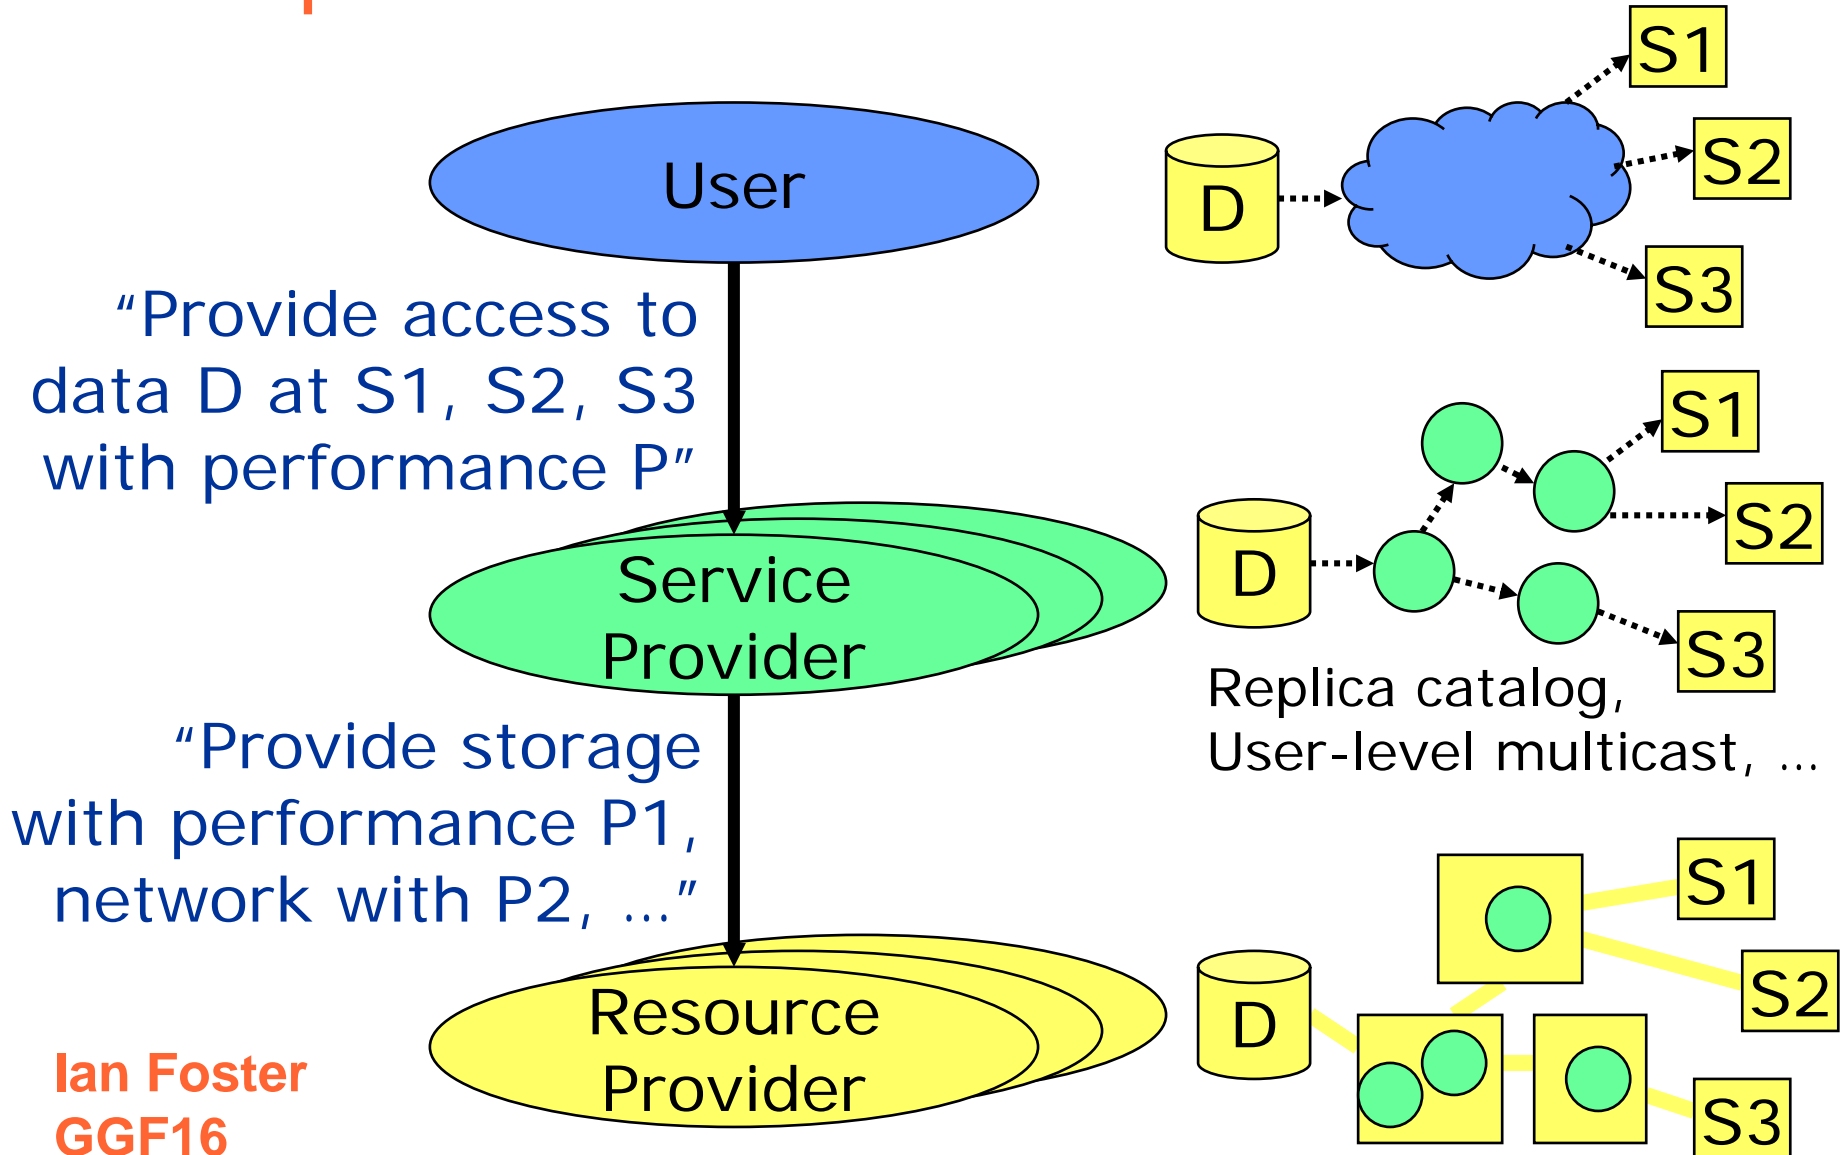 User
“Provide access to
data D at S1, S2, S3
with performance P”
Service
Provider
“Provide storage
with performance P1,
network with P2, …”
Resource
Provider
Ian Foster
GGF16
D
S1
S2
S3
D
S1
S2
S3
Replica catalog,
User-level multicast, …
D
S1
S2
S3